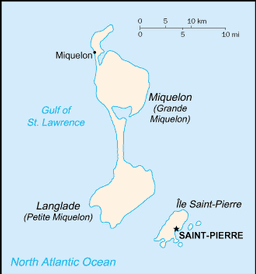 0 5 10 km
0 5 10 mi
Miquelon
Gulf of
St. Lawrence
Miquelon
(Grande
Miquelon)
Langlade
(Petite Miquelon)
Île Saint-Pierre
SAINT-PIERRE
North Atlantic Ocean